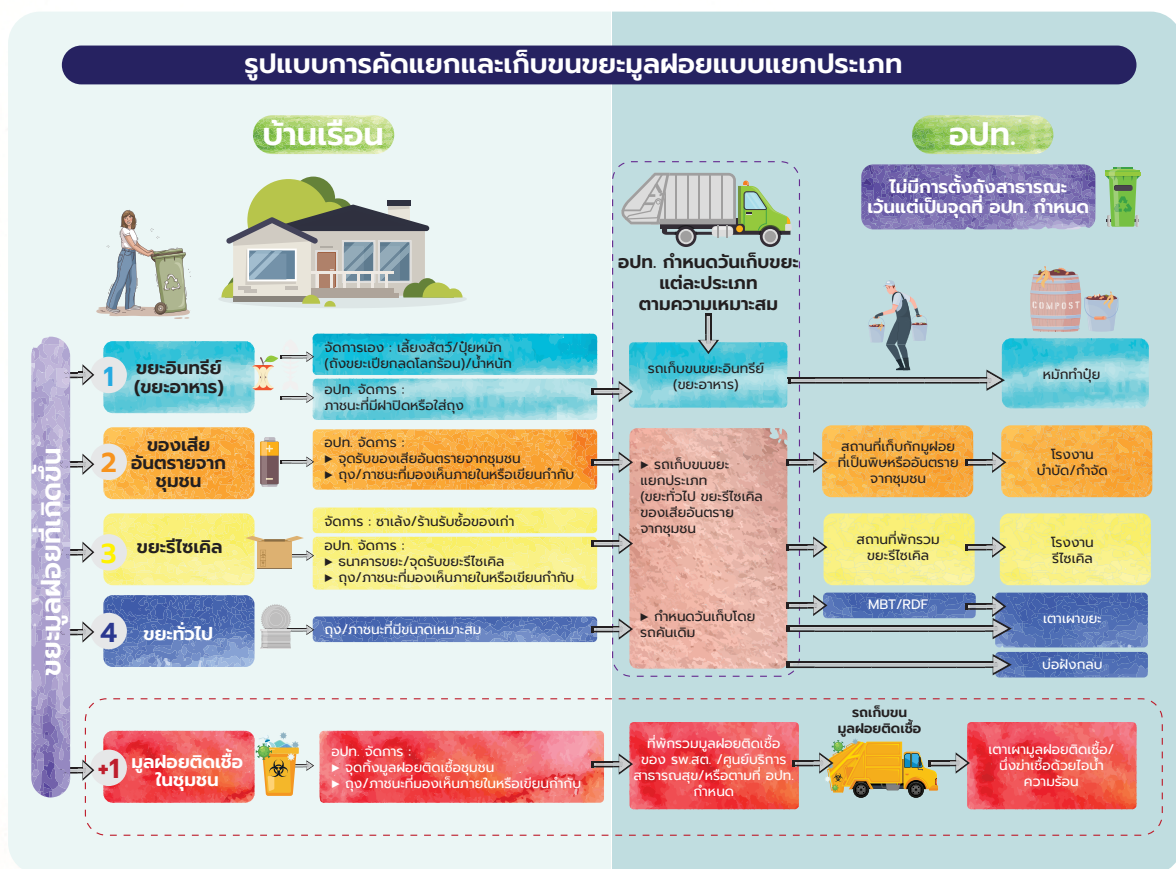 รูปแบบการคัดแยกและเก็บขนขยะมูลฝอยแบบแยกประเภท
บ้านเรือน
อปท.
ไม่มีการตั้งถังสาธารณะ
เว้นแต่เป็นจุดที่ อปท. กำหนด
อปท. กำหนดวันเก็บขยะ
แต่ละประเภท
ตามความเหมาะสม
COMPOST
ขยะมูลฝอยที่เกิดขึ้น
1
ขยะอินทรีย์
(ขยะอาหาร)
จัดการเอง : เลี้ยงสัตว์/ปุ๋ยหมัก
(ถังขยะเปียกลดโลกร้อน)/น้ำหนัก
อปท. จัดการ :
ภาชนะที่มีฝาปิดหรือใส่ถุง
รถเก็บขนขยะอินทรีย์
(ขยะอาหาร)
หมักทำปุ๋ย
2
ของเสีย
อันตรายจาก
ชุมชน
อปท. จัดการ :
▶ จุดรับของเสียอันตรายจากชุมชน
▶ ถุง/ภาชนะที่มองเห็นภายในหรือเขียนกำกับ
▶ รถเก็บขนขยะ
แยกประเภท
(ขยะทั่วไป ขยะรีไซเคิล
ของเสียอันตราย
จากชุมชน
สถานที่เก็บกักมูฝอย
ที่เป็นพิษหรืออันตราย
จากชุมชน
โรงงาน
บำบัด/กำจัด
3
ขยะรีไซเคิล
จัดการ : ซาเล้ง/ร้านรับซื้อของเก่า
อปท. จัดการ :
▶ ธนาคารขยะ/จุดรับขยะรีไซเคิล
▶ ถุง/ภาชนะที่มองเห็นภายในหรือเขียนกำกับ
สถานที่พักรวม
ขยะรีไซเคิล
โรงงาน
รีไซเคิล
4
ขยะทั่วไป
ถุง/ภาชนะที่มีขนาดเหมาะสม
▶ กำหนดวันเก็บโดย
รถคันเดิม
MBT/RDF
เตาเผาขยะ
บ่อฝังกลบ
+1
มูลฝอยติดเชื้อ
ในชุมชน
อปท. จัดการ :
▶ จุดทิ้งมูลฝอยติดเชื้อชุมชน
▶ ถุง/ภาชนะที่มองเห็นภายในหรือเขียนกำกับ
ที่พักรวมมูลฝอยติดเชื้อ
ของ รพ.สต. /ศูนย์บริการ
สาธารณสุข/หรือตามที่ อปท.
กำหนด
รถเก็บขน
มูลฝอยติดเชื้อ
เตาเผามูลฝอยติดเชื้อ/
นึ่งฆ่าเชื้อด้วยไอน้ำ
ความร้อน